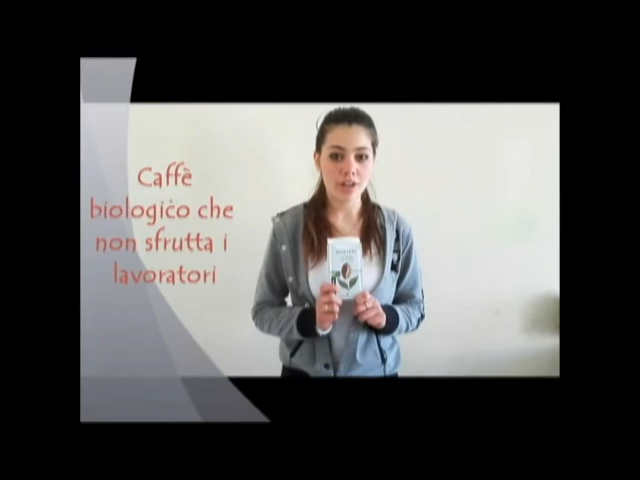 Caffè
biologico che
non sfrutta i
lavoratori